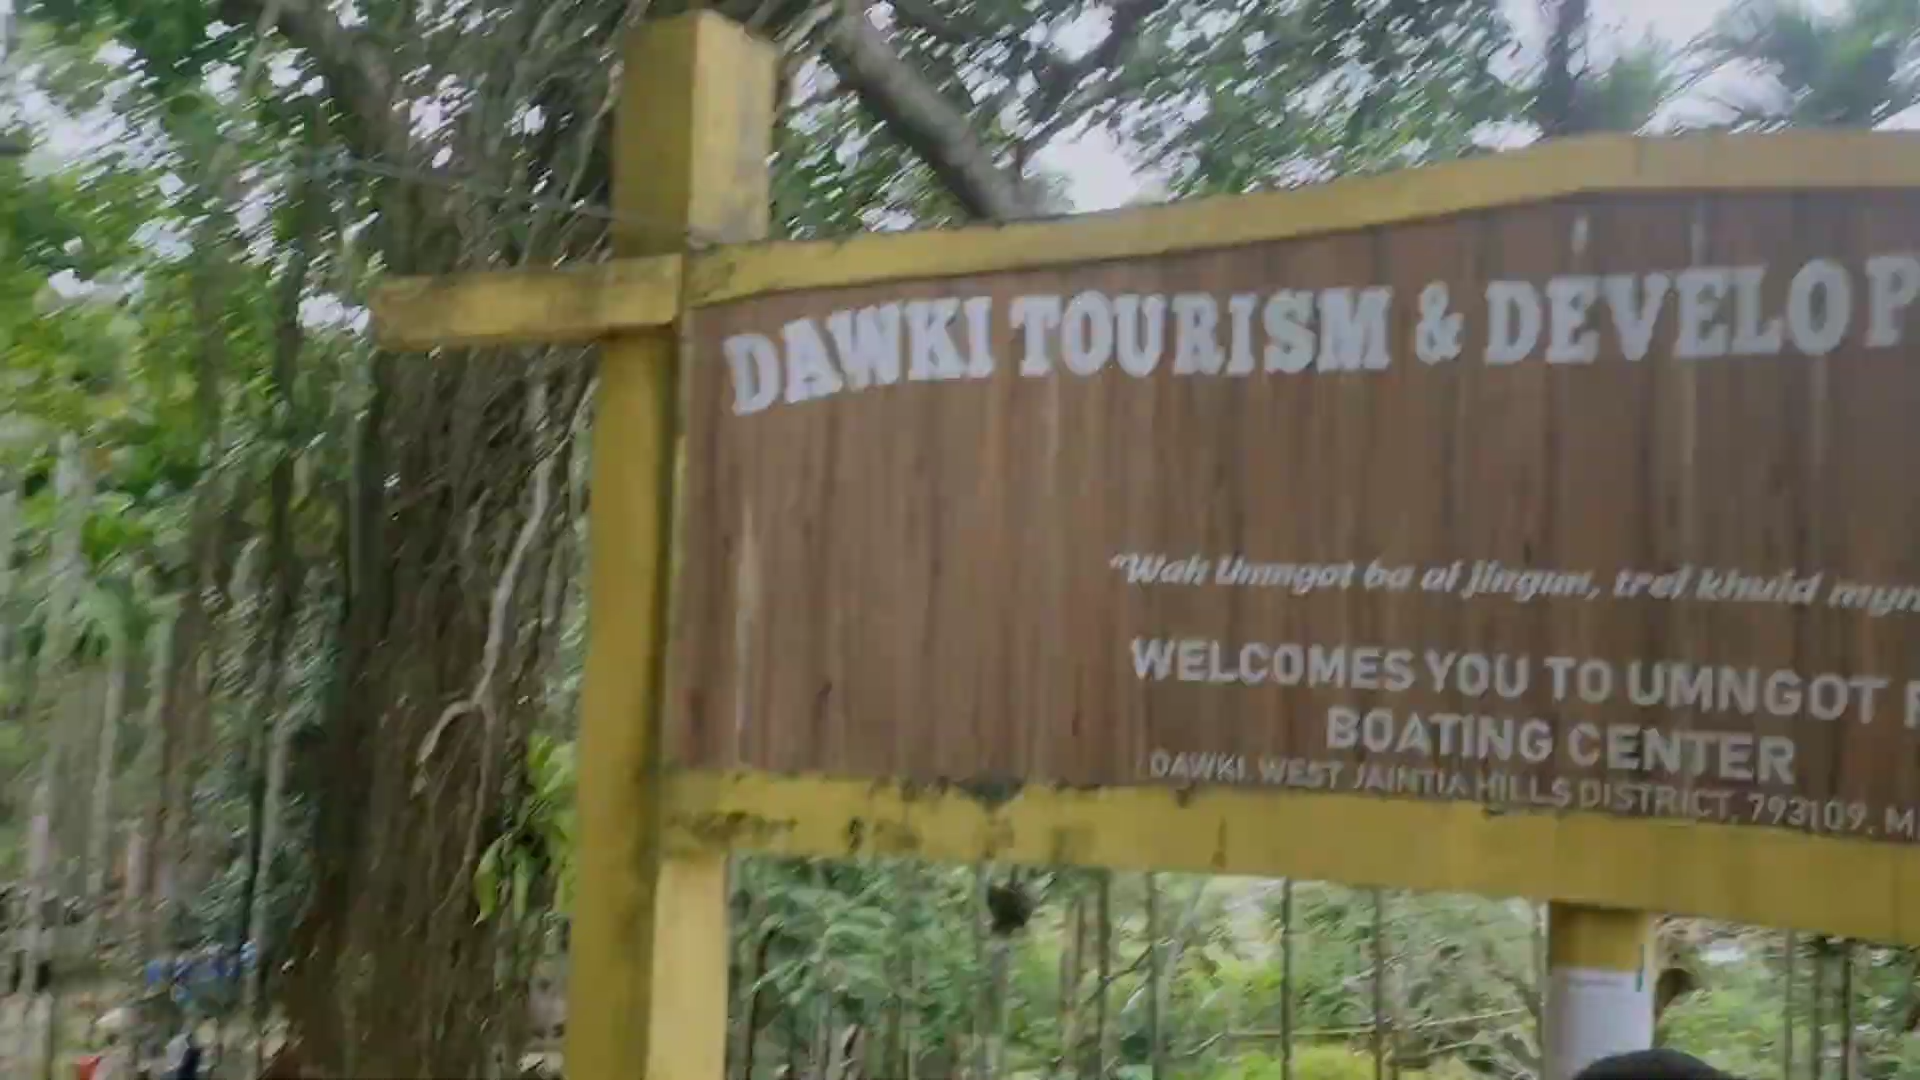 DAWKI TOURISM & DEVELOP
"Wah Umngot ba ai jingim, trei khuid myn
WELCOMES YOU TO UMNGOT
BOATING CENTER
DAWKI, WEST JAINTIA HILLS DISTRICT, 793109, M